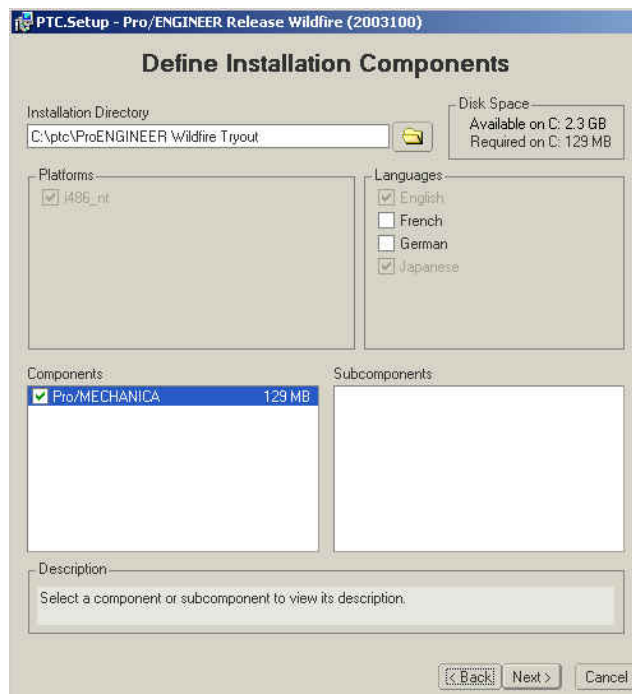 PTC.Setup - Pro/ENGINEER Release Wildfire (2003100)
Define Installation Components
Installation Directory
C:\ptc\ProENGINEER Wildfire Tryout
Disk Space
Available on C: 2.3 GB
Required on C: 129 MB
Platforms
i486_nt
Languages
English
French
German
Japanese
Components
Pro/MECHANICA 129 MB
Subcomponents
Description
Select a component or subcomponent to view its description.
< Back Next > Cancel